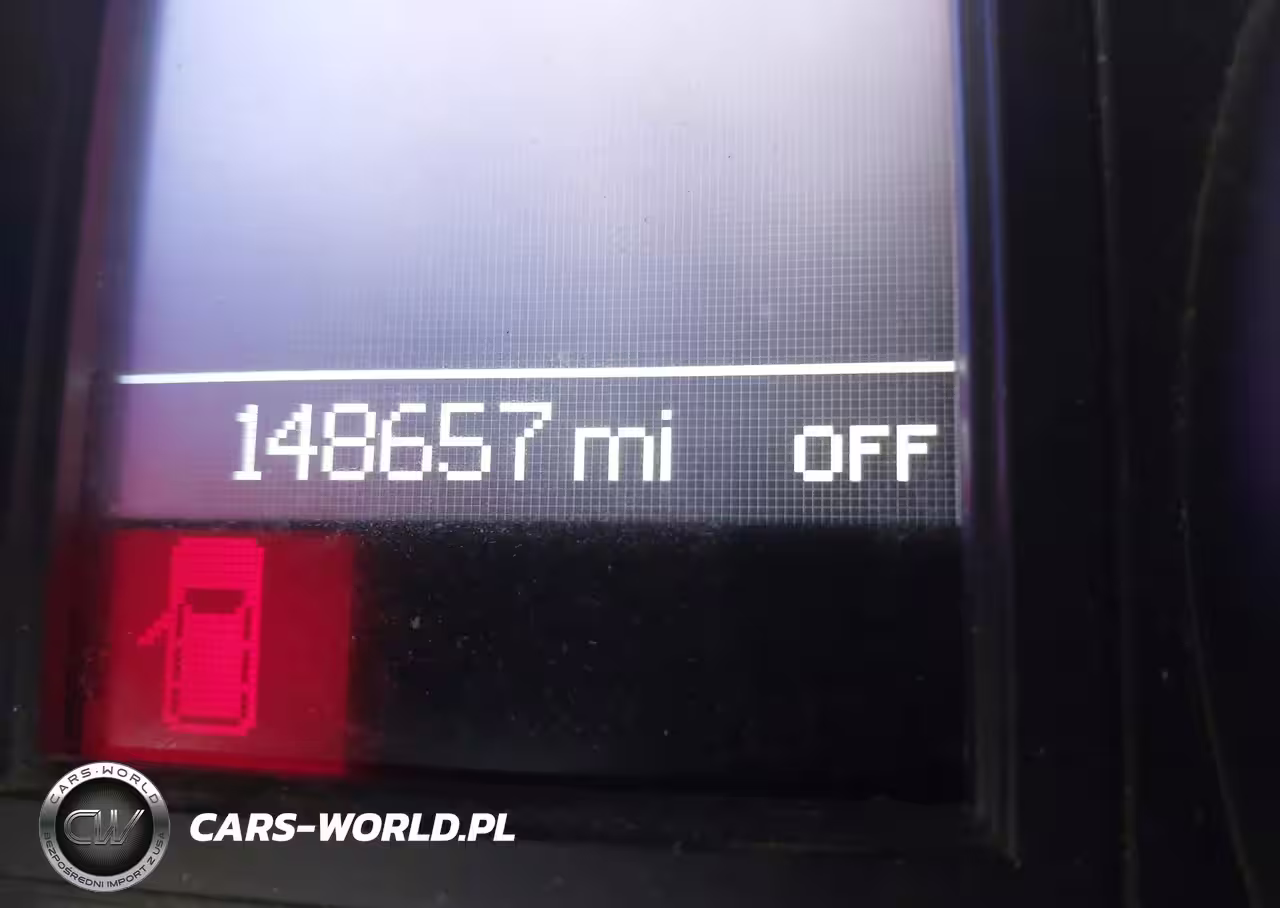 148657 mi OFF
CARS-WORLD
CW
BEZPOŚREDNI IMPORT Z USA
CARS-WORLD.PL